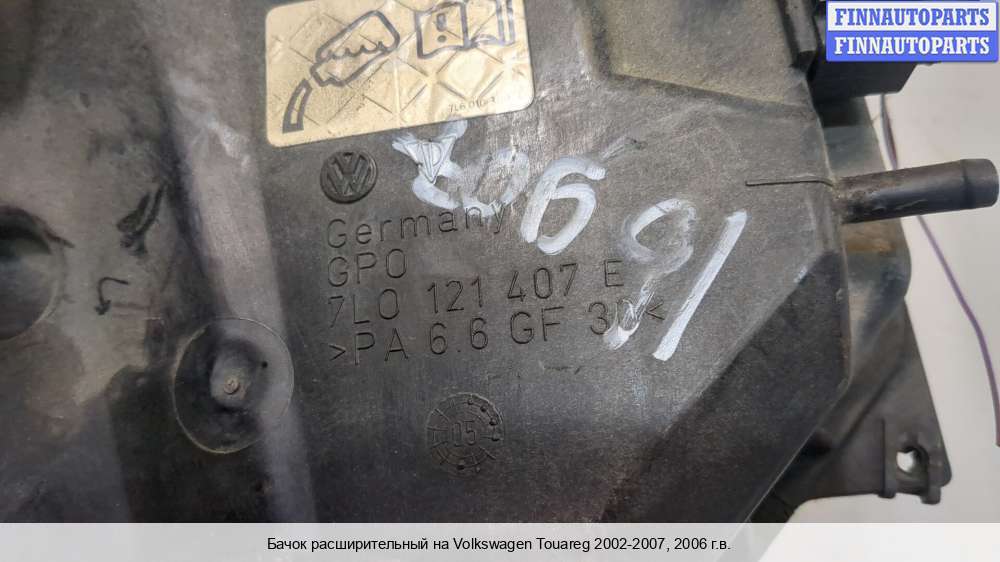 FINNAUTOPARTS
FINNAUTOPARTS
Germany
GPO
7L0 121 407 E
>PA 6.6 GF 30<
05
Бачок расширительный на Volkswagen Touareg 2002-2007, 2006 г.в.